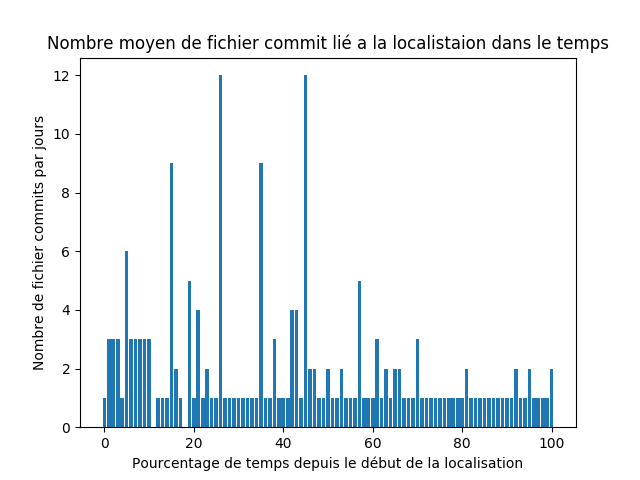 Nombre moyen de fichier commit lié a la localistaion dans le temps
Nombre de fichier commits par jours
12
10
8
6
4
2
0
0 20 40 60 80 100
Pourcentage de temps depuis le début de la localisation